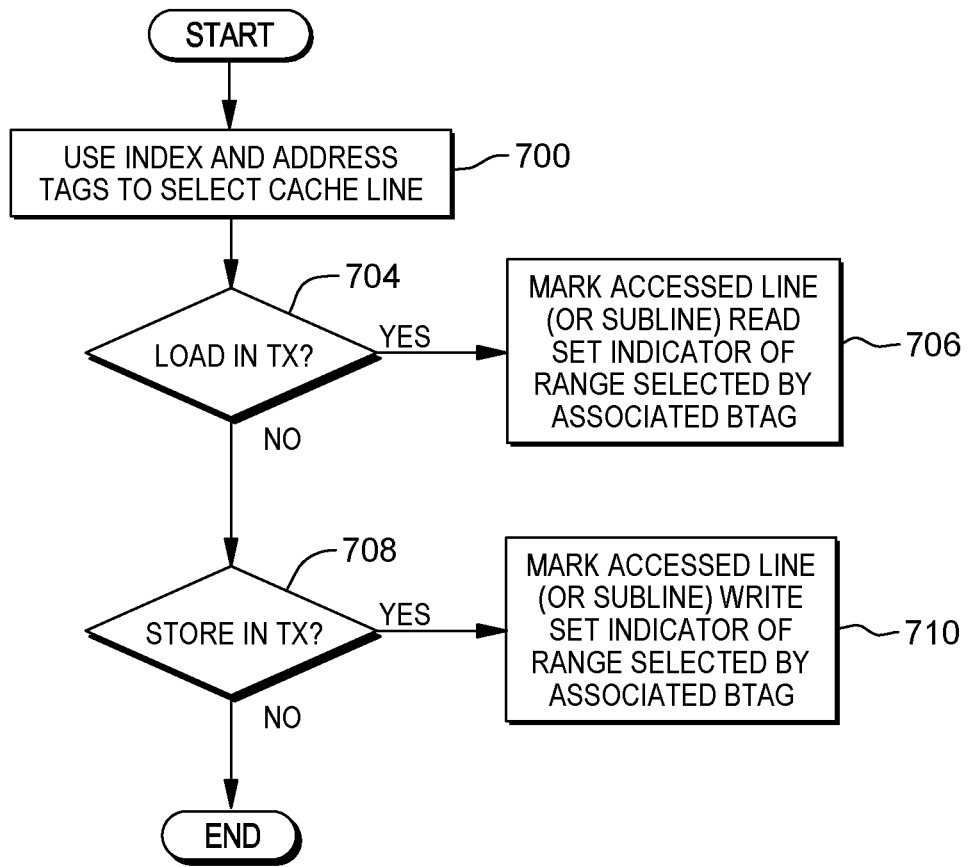 START
USE INDEX AND ADDRESS
TAGS TO SELECT CACHE LINE
700
704
LOAD IN TX?
YES
NO
MARK ACCESSED LINE
(OR SUBLINE) READ
SET INDICATOR OF
RANGE SELECTED BY
ASSOCIATED BTAG
706
708
STORE IN TX?
YES
NO
MARK ACCESSED LINE
(OR SUBLINE) WRITE
SET INDICATOR OF
RANGE SELECTED BY
ASSOCIATED BTAG
710
END